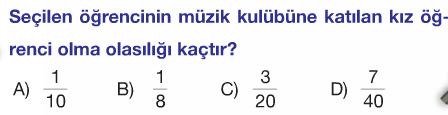 Seçilen öğrencinin müzik kulübüne katılan kız öğ-
renci olma olasılığı kaçtır?
A) 1/10 B) 1/8 C) 3/20 D) 7/40